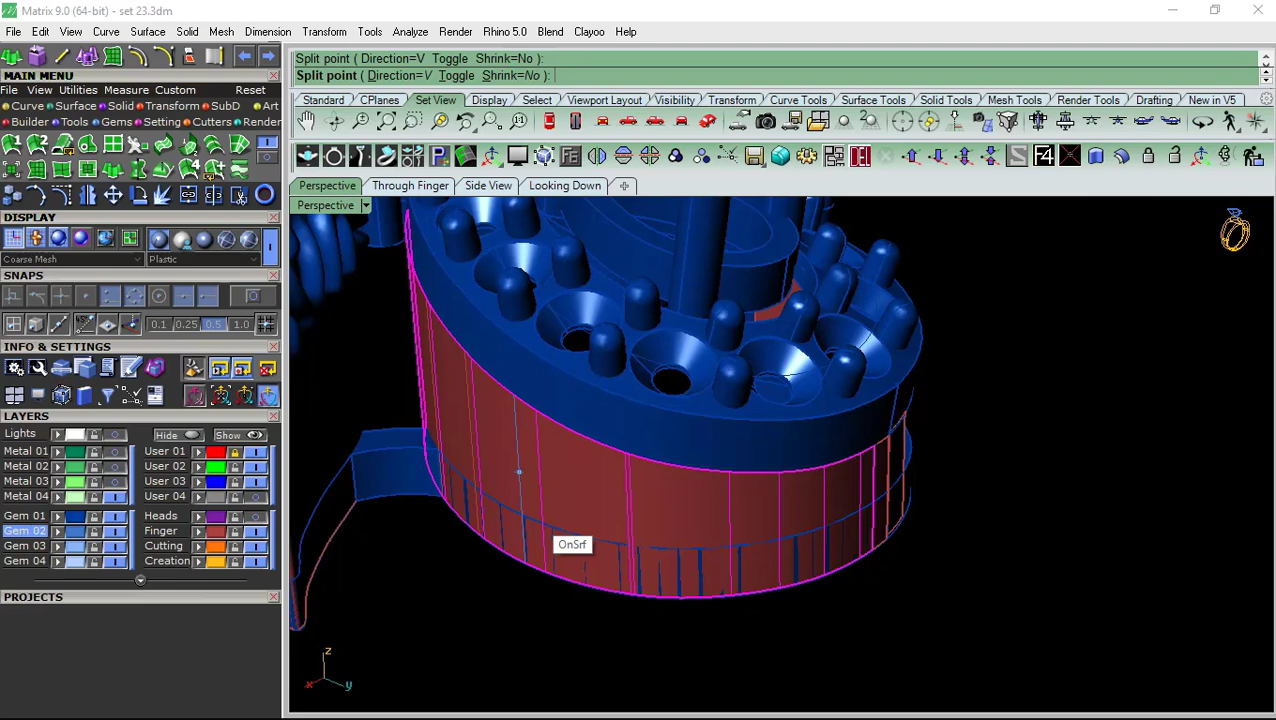 Matrix 9.0 (64-bit) - set 23.3dm
File Edit View Curve Surface Solid Mesh Dimension Transform Tools Analyze Render Rhino 5.0 Blend Clayoo Help
Split point ( Direction=V Toggle Shrink=No ):
Split point ( Direction=V Toggle Shrink=No ):
MAIN MENU
File View Utilities Measure Custom Reset
Curve Surface Solid Transform SubD Art
Builder Tools Gems Setting Cutters Render
Standard CPlanes Set View Display Select Viewport Layout Visibility Transform Curve Tools Surface Tools Solid Tools Mesh Tools Render Tools Drafting New in V5
Perspective Through Finger Side View Looking Down
Perspective
DISPLAY
Coarse Mesh Plastic
SNAPS
0.1 0.25 0.5 1.0
INFO & SETTINGS
LAYERS
Lights Hide Show
Metal 01 User 01
Metal 02 User 02
Metal 03 User 03
Metal 04 User 04
Gem 01 Heads
Gem 02 Finger
Gem 03 Cutting
Gem 04 Creation
PROJECTS
OnSrf
F4
z
x y